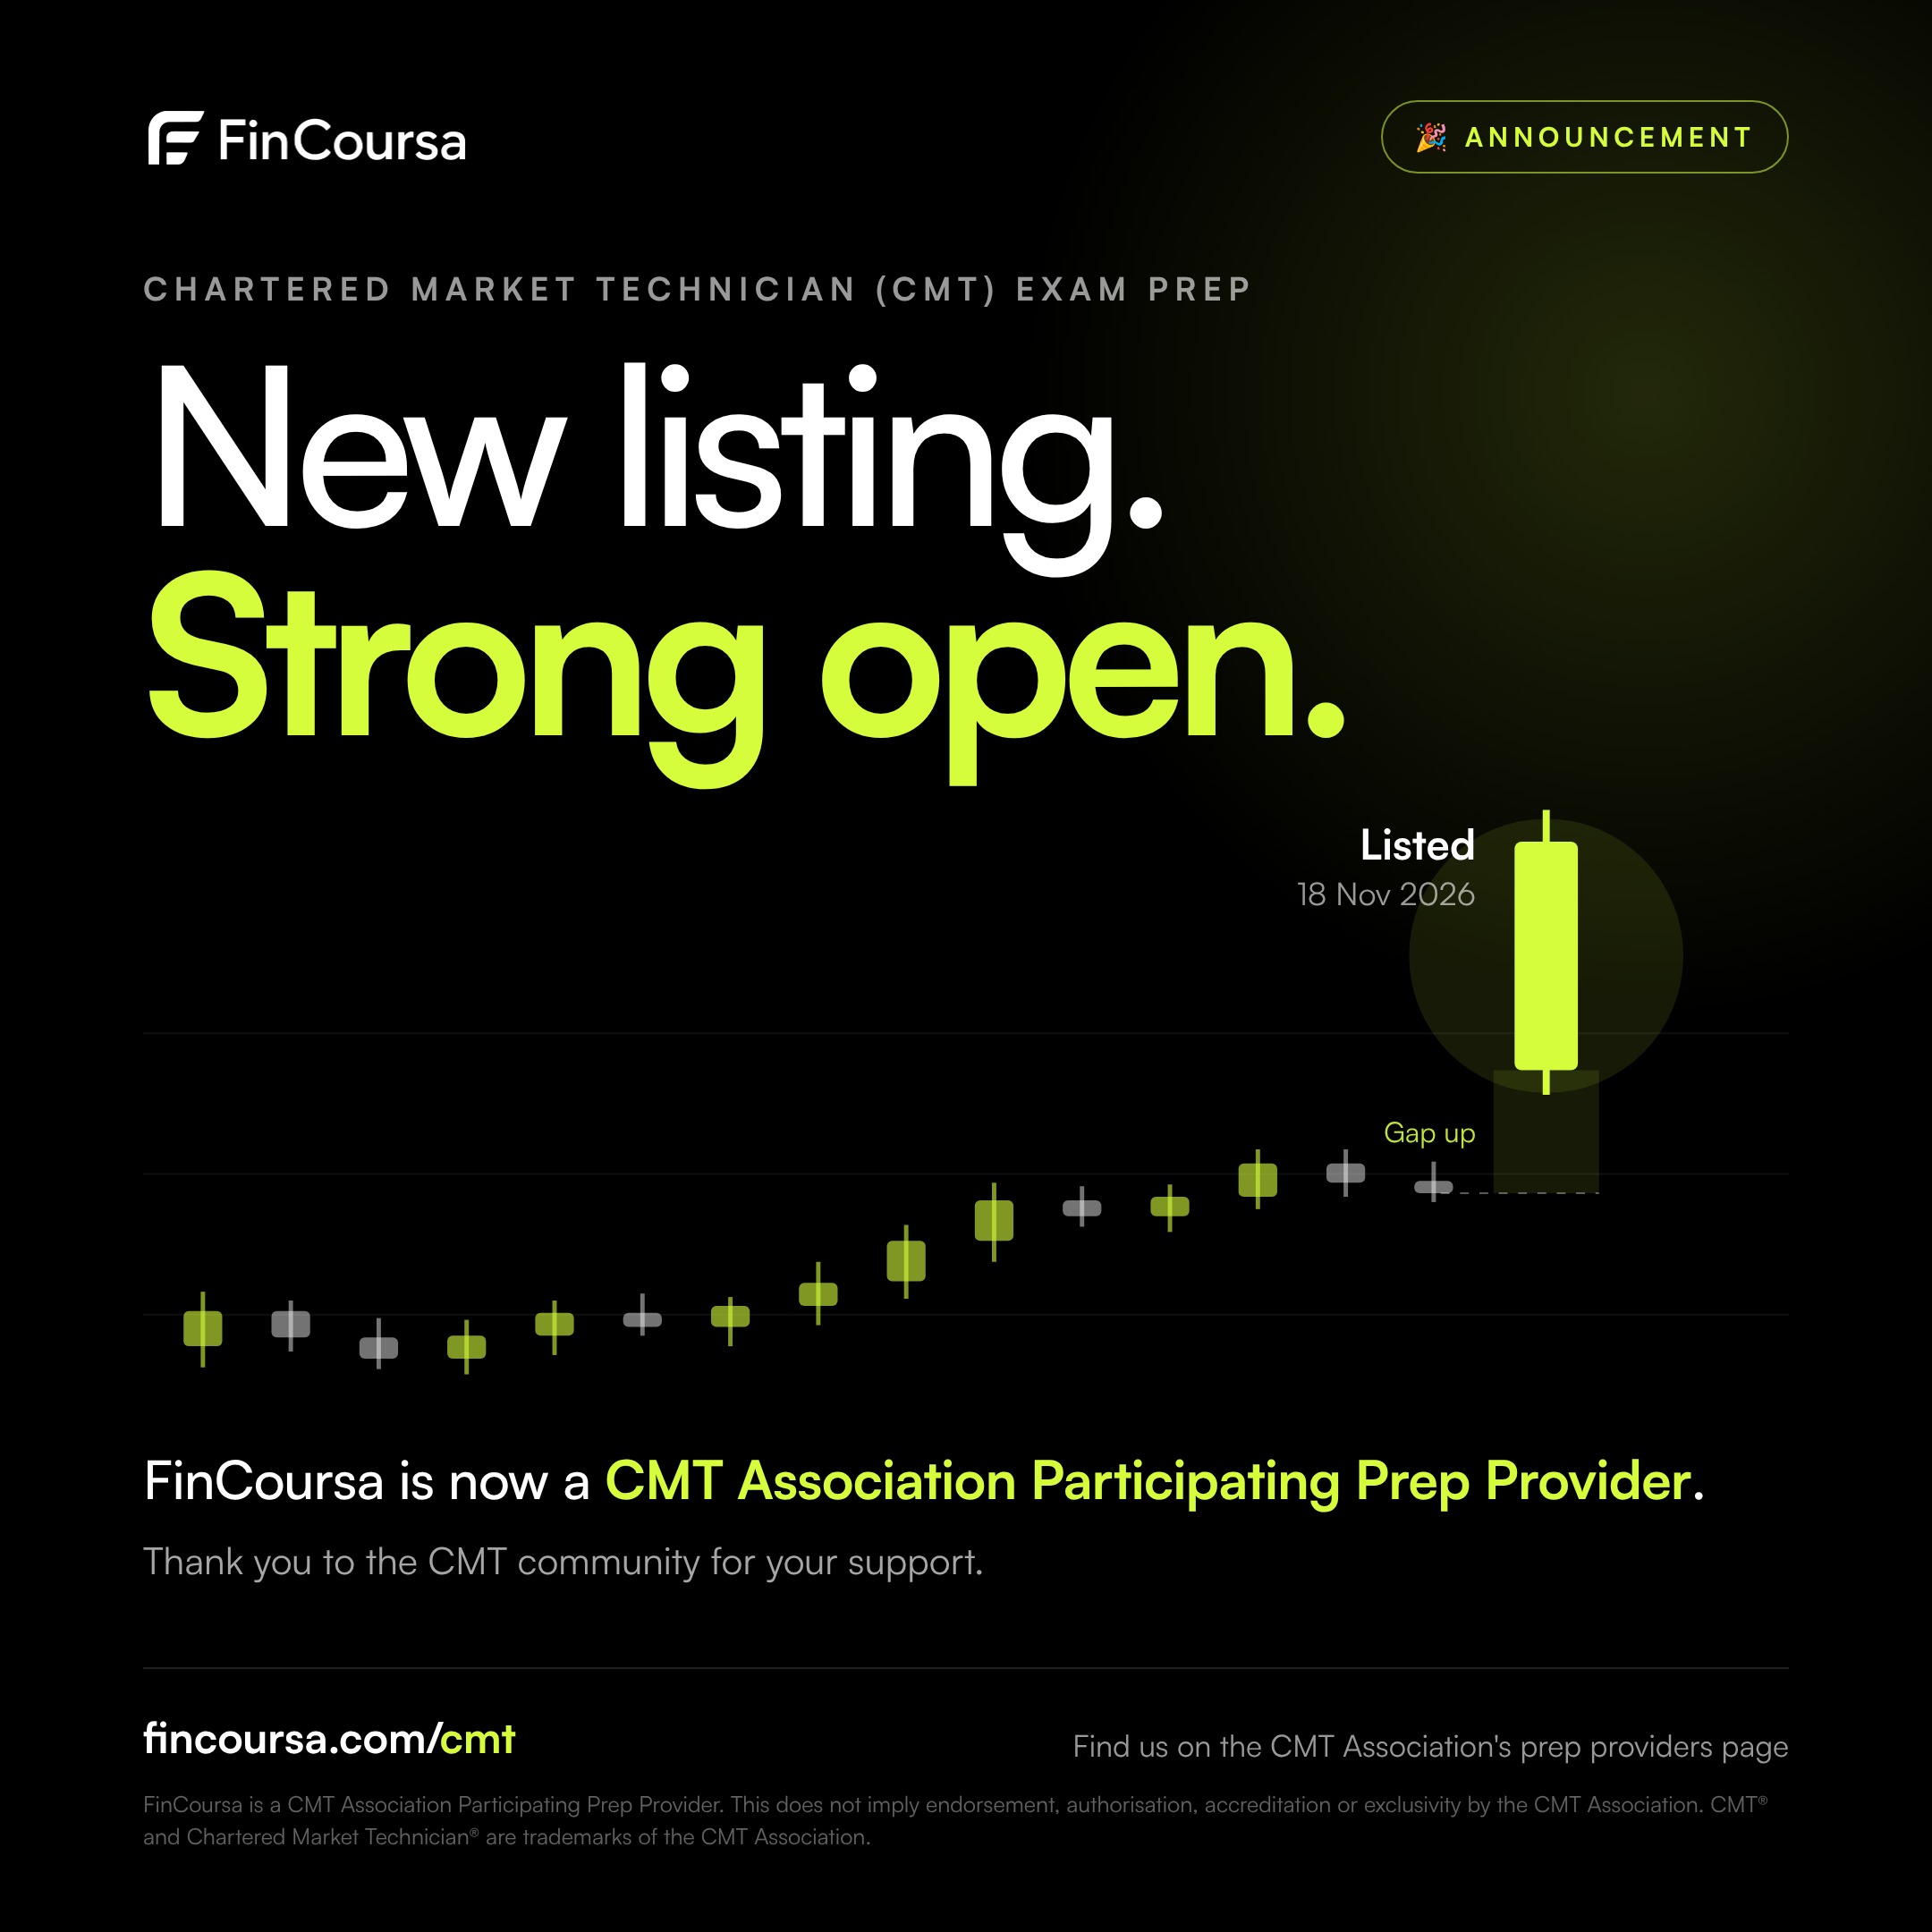 FinCoursa
🎉 ANNOUNCEMENT
CHARTERED MARKET TECHNICIAN (CMT) EXAM PREP
New listing.
Strong open.
Listed
18 Nov 2026
Gap up
FinCoursa is now a CMT Association Participating Prep Provider.
Thank you to the CMT community for your support.
fincoursa.com/cmt
Find us on the CMT Association's prep providers page
FinCoursa is a CMT Association Participating Prep Provider. This does not imply endorsement, authorisation, accreditation or exclusivity by the CMT Association. CMT®
and Chartered Market Technician® are trademarks of the CMT Association.